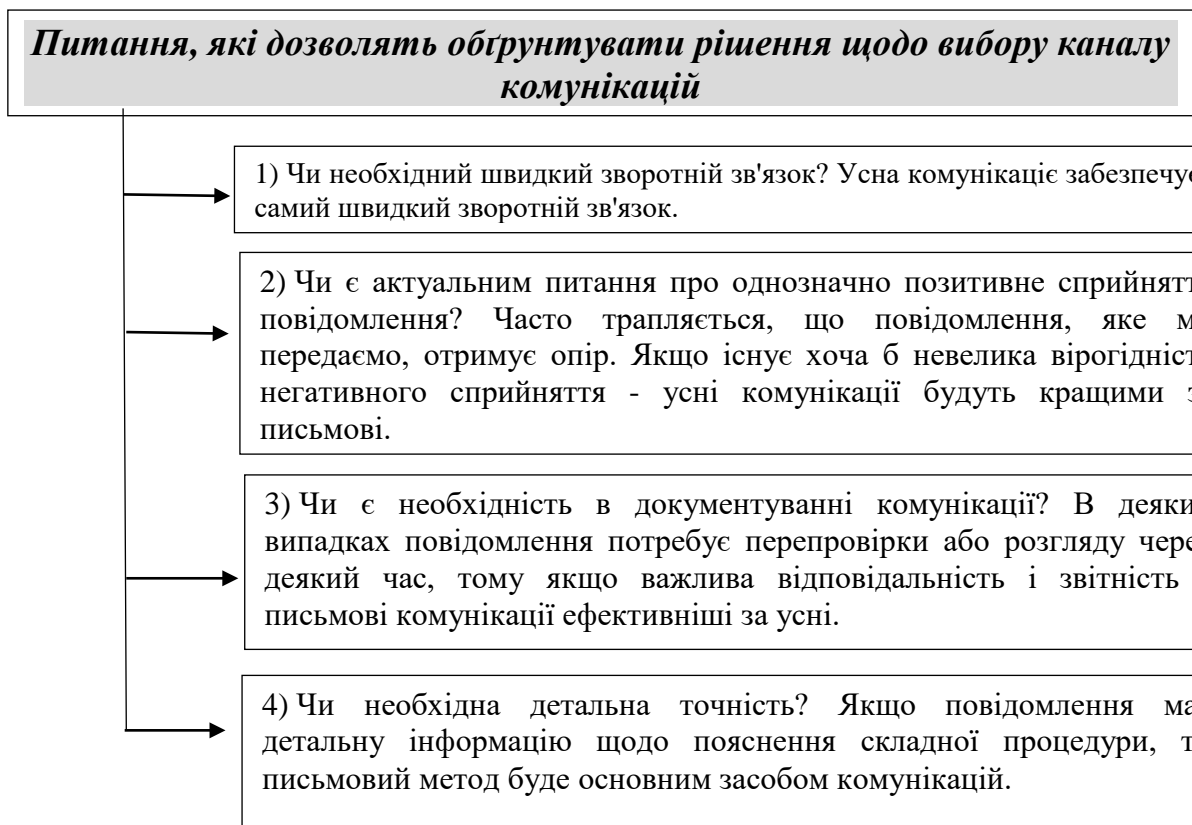 Питання, які дозволять обґрунтувати рішення щодо вибору каналу
комунікацій
1) Чи необхідний швидкий зворотній зв'язок? Усна комунікаціє забезпечує
самий швидкий зворотній зв'язок.
2) Чи є актуальним питання про однозначно позитивне сприйнятт
повідомлення? Часто трапляється, що повідомлення, яке м
передаємо, отримує опір. Якщо існує хоча б невелика вірогідніст
негативного сприйняття - усні комунікації будуть кращими з
письмові.
3) Чи є необхідність в документуванні комунікації? В деяки
випадках повідомлення потребує перепровірки або розгляду чере
деякий час, тому якщо важлива відповідальність і звітність
письмові комунікації ефективніші за усні.
4) Чи необхідна детальна точність? Якщо повідомлення ма
детальну інформацію щодо пояснення складної процедури, т
письмовий метод буде основним засобом комунікацій.